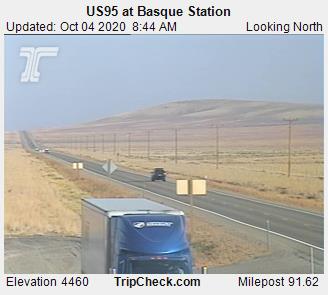 US95 at Basque Station
Updated: Oct 04 2020 8:44 AM Looking North
Elevation 4460 TripCheck.com Milepost 91.62